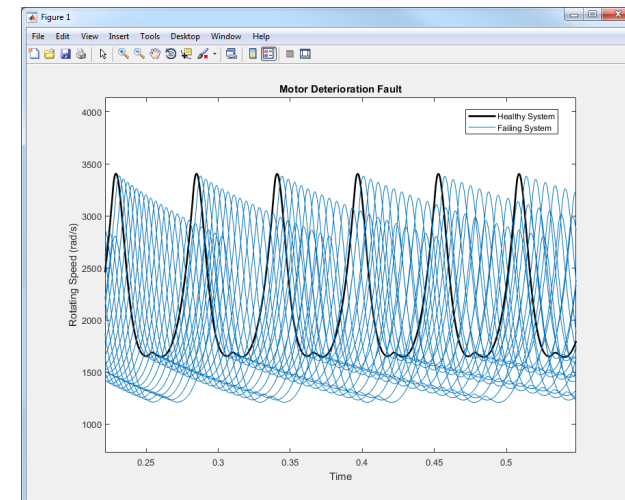 Figure 1
File Edit View Insert Tools Desktop Window Help
Motor Deterioration Fault
Healthy System
Failing System
Rotating Speed (rad/s)
4000
3500
3000
2500
2000
1500
1000
0.25 0.3 0.35 0.4 0.45 0.5
Time